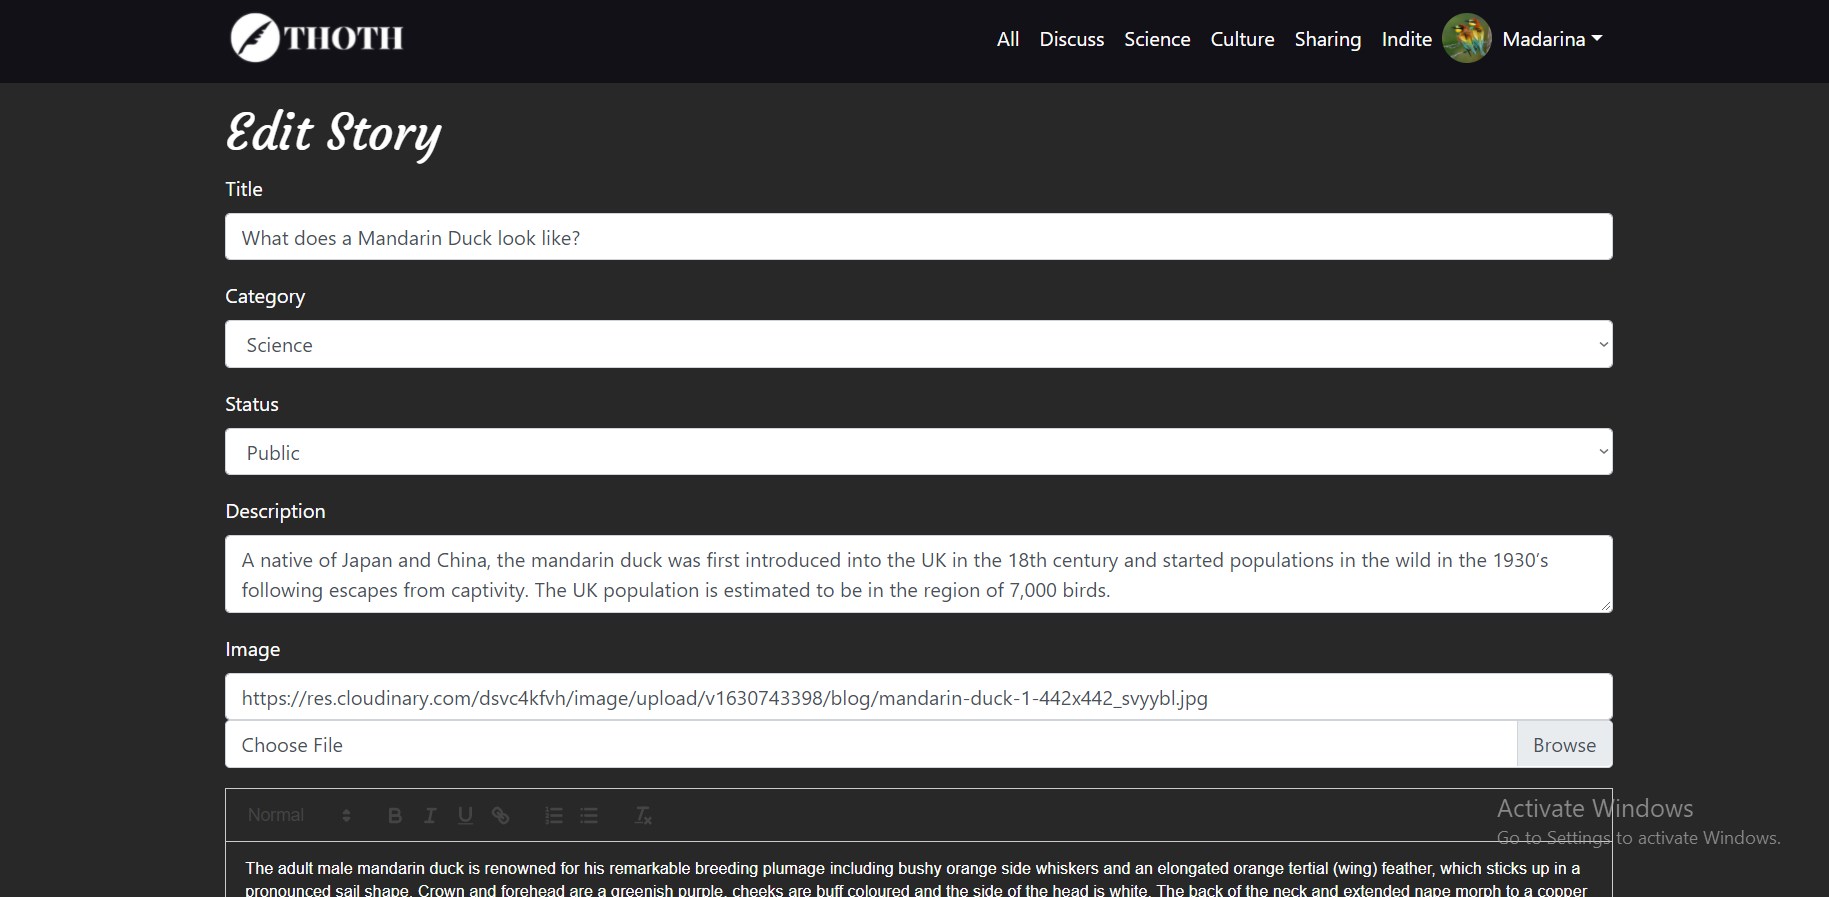 THOTH
All Discuss Science Culture Sharing Indite Madarina
Edit Story
Title
What does a Mandarin Duck look like?
Category
Science
Status
Public
Description
A native of Japan and China, the mandarin duck was first introduced into the UK in the 18th century and started populations in the wild in the 1930’s
following escapes from captivity. The UK population is estimated to be in the region of 7,000 birds.
Image
https://res.cloudinary.com/dsvc4kfvh/image/upload/v1630743398/blog/mandarin-duck-1-442x442_svyybl.jpg
Choose File Browse
Normal
Activate Windows
Go to Settings to activate Windows.
The adult male mandarin duck is renowned for his remarkable breeding plumage including bushy orange side whiskers and an elongated orange tertial (wing) feather, which sticks up in a
pronounced sail shape. Crown and forehead are a greenish purple, cheeks are buff coloured and the side of the head is white. The back of the neck and extended nape morph to a copper